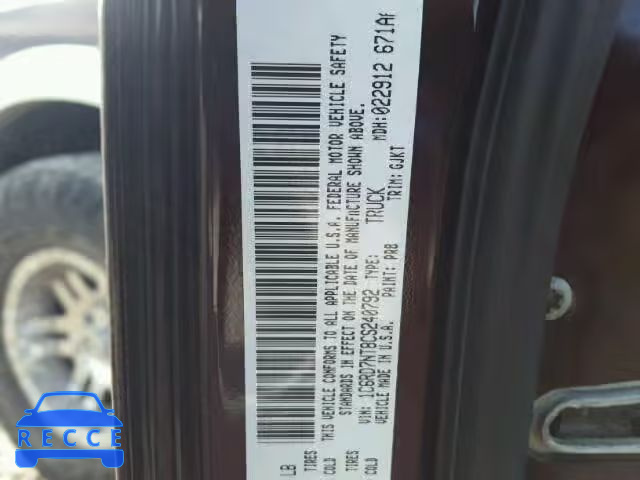 LB
TIRES
COLD
THIS VEHICLE CONFORMS TO ALL APPLICABLE U.S.A. FEDERAL MOTOR VEHICLE SAFETY
STANDARDS IN EFFECT ON THE DATE OF MANUFACTURE SHOWN ABOVE.
VIN: 1C6RD7NT8CS240792 TYPE: TRUCK MDH:022912 671A
VEHICLE MADE IN U.S.A. PAINT: PRB TRIM: GJKT
TIRES
COLD
RECCE